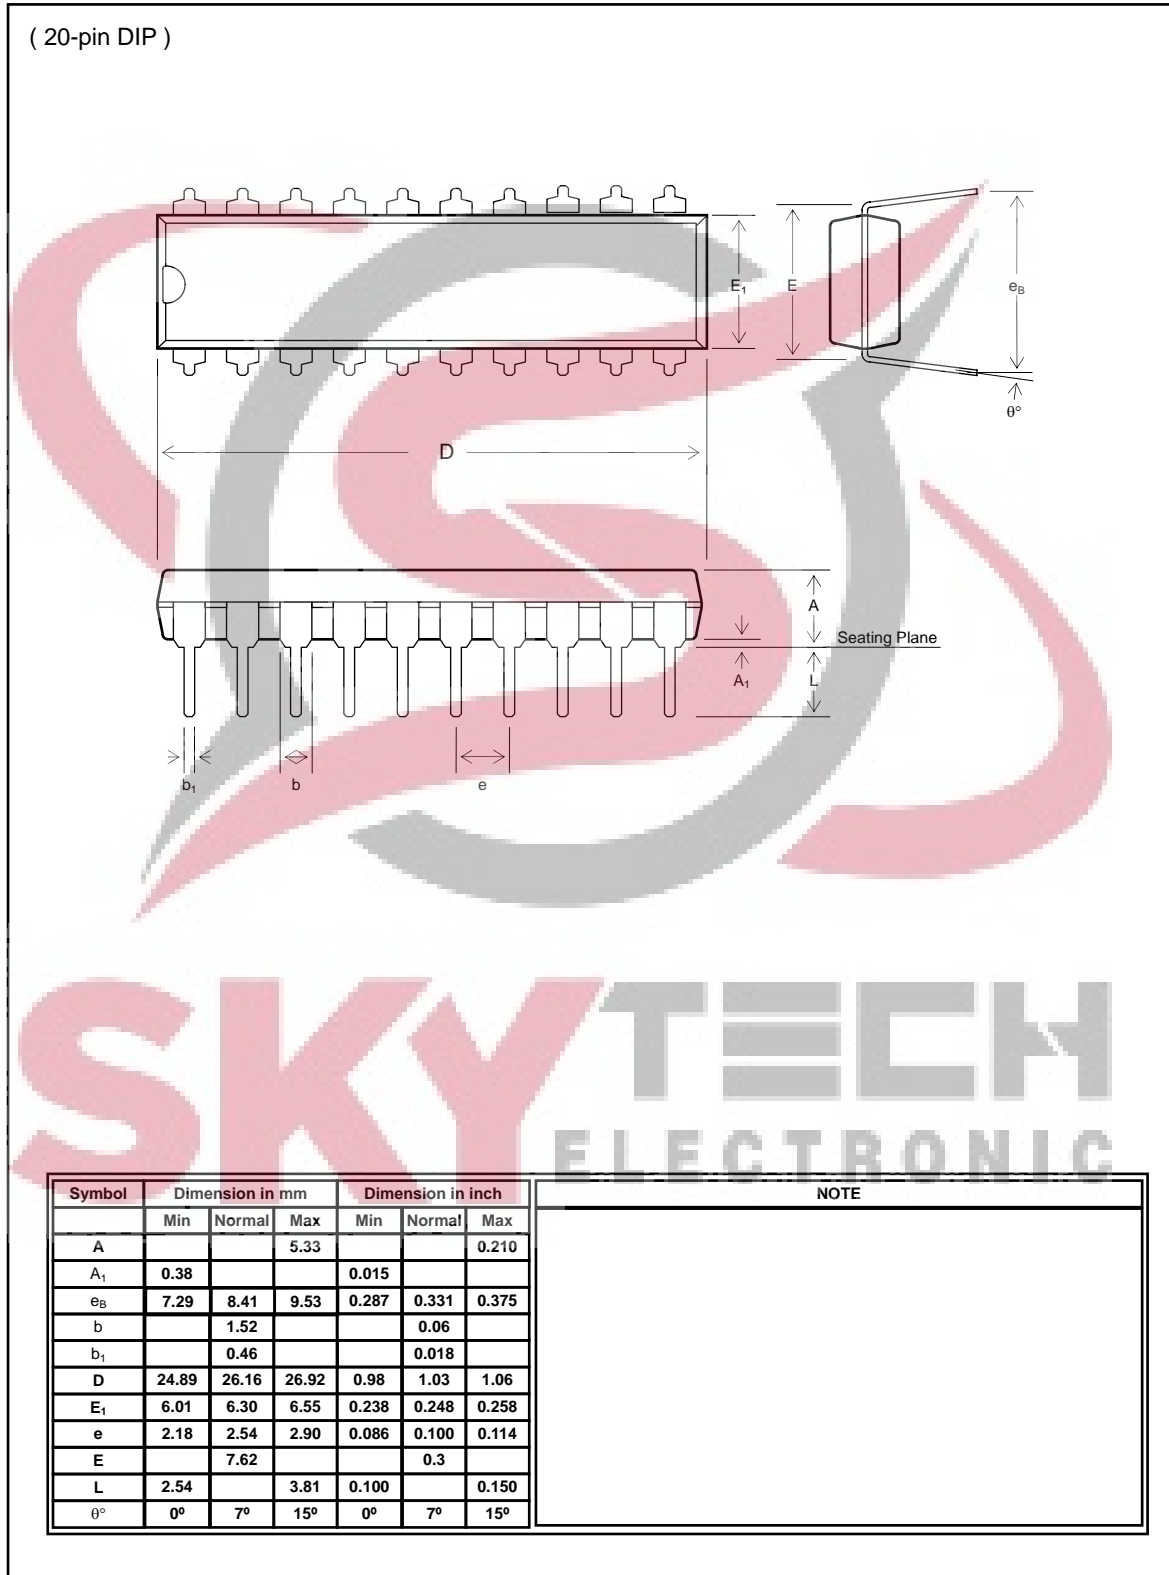 ( 20-pin DIP )
E₁
E
e_B
θ°
D
A
Seating Plane
A₁
L
b₁
b
e
SKYTECH
ELECTRONIC
Symbol Dimension in mm Dimension in inch NOTE
Min Normal Max Min Normal Max
A 5.33 0.210
A₁ 0.38 0.015
e_B 7.29 8.41 9.53 0.287 0.331 0.375
b 1.52 0.06
b₁ 0.46 0.018
D 24.89 26.16 26.92 0.98 1.03 1.06
E₁ 6.01 6.30 6.55 0.238 0.248 0.258
e 2.18 2.54 2.90 0.086 0.100 0.114
E 7.62 0.3
L 2.54 3.81 0.100 0.150
θ° 0º 7º 15º 0º 7º 15º